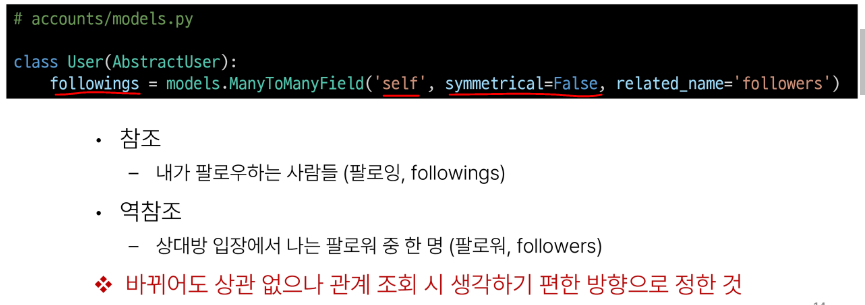 # accounts/models.py
class User(AbstractUser):
followings = models.ManyToManyField('self', symmetrical=False, related_name='followers')
• 참조
– 내가 팔로우하는 사람들 (팔로잉, followings)
• 역참조
– 상대방 입장에서 나는 팔로워 중 한 명 (팔로워, followers)
❖ 바뀌어도 상관 없으나 관계 조회 시 생각하기 편한 방향으로 정한 것